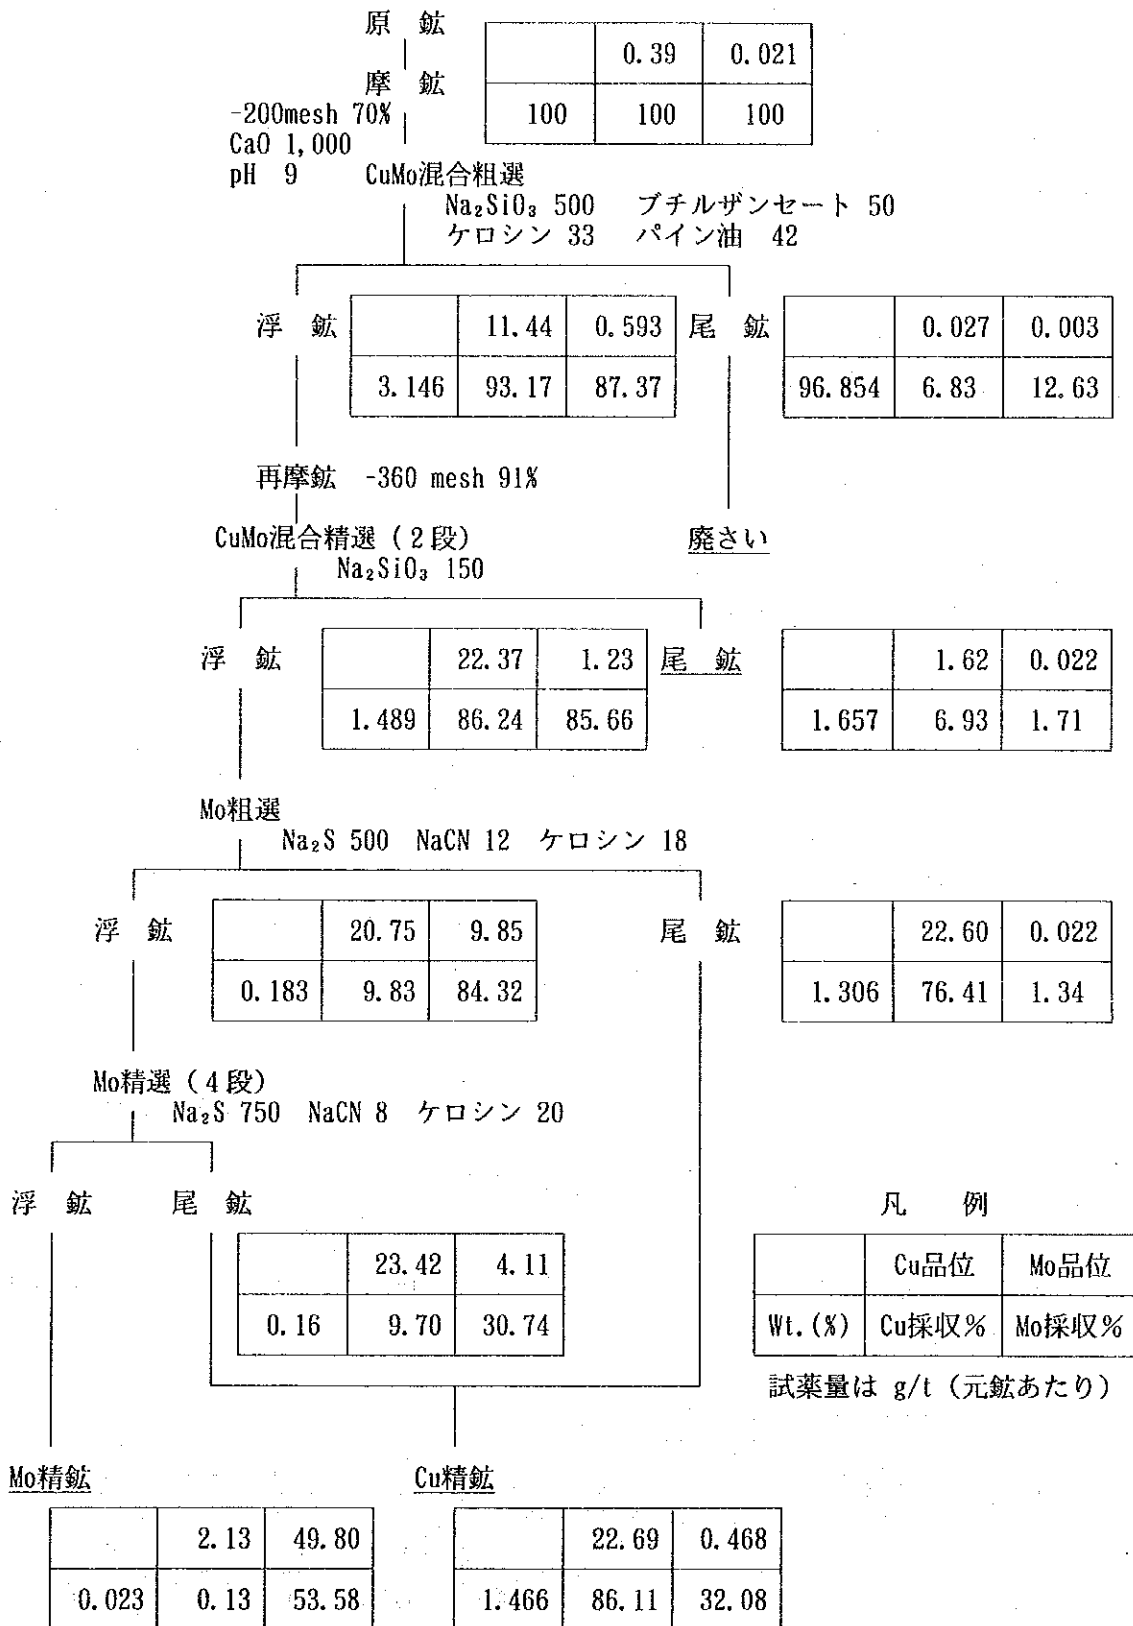 原 鉱
0.39 0.021
摩 鉱
100 100 100
-200mesh 70%
CaO 1,000
pH 9 CuMo混合粗選
Na₂SiO₃ 500 ブチルザンセート 50
ケロシン 33 パイン油 42
浮 鉱 11.44 0.593 尾 鉱 0.027 0.003
3.146 93.17 87.37 96.854 6.83 12.63
再摩鉱 -360 mesh 91%
CuMo混合精選(2段) 廃さい
Na₂SiO₃ 150
浮 鉱 22.37 1.23 尾 鉱 1.62 0.022
1.489 86.24 85.66 1.657 6.93 1.71
Mo粗選
Na₂S 500 NaCN 12 ケロシン 18
浮 鉱 20.75 9.85 尾 鉱 22.60 0.022
0.183 9.83 84.32 1.306 76.41 1.34
Mo精選(4段)
Na₂S 750 NaCN 8 ケロシン 20
浮 鉱 尾 鉱 凡 例
23.42 4.11 Cu品位 Mo品位
0.16 9.70 30.74 Wt.(%) Cu採収% Mo採収%
試薬量は g/t(元鉱あたり)
Mo精鉱 Cu精鉱
2.13 49.80 22.69 0.468
0.023 0.13 53.58 1.466 86.11 32.08